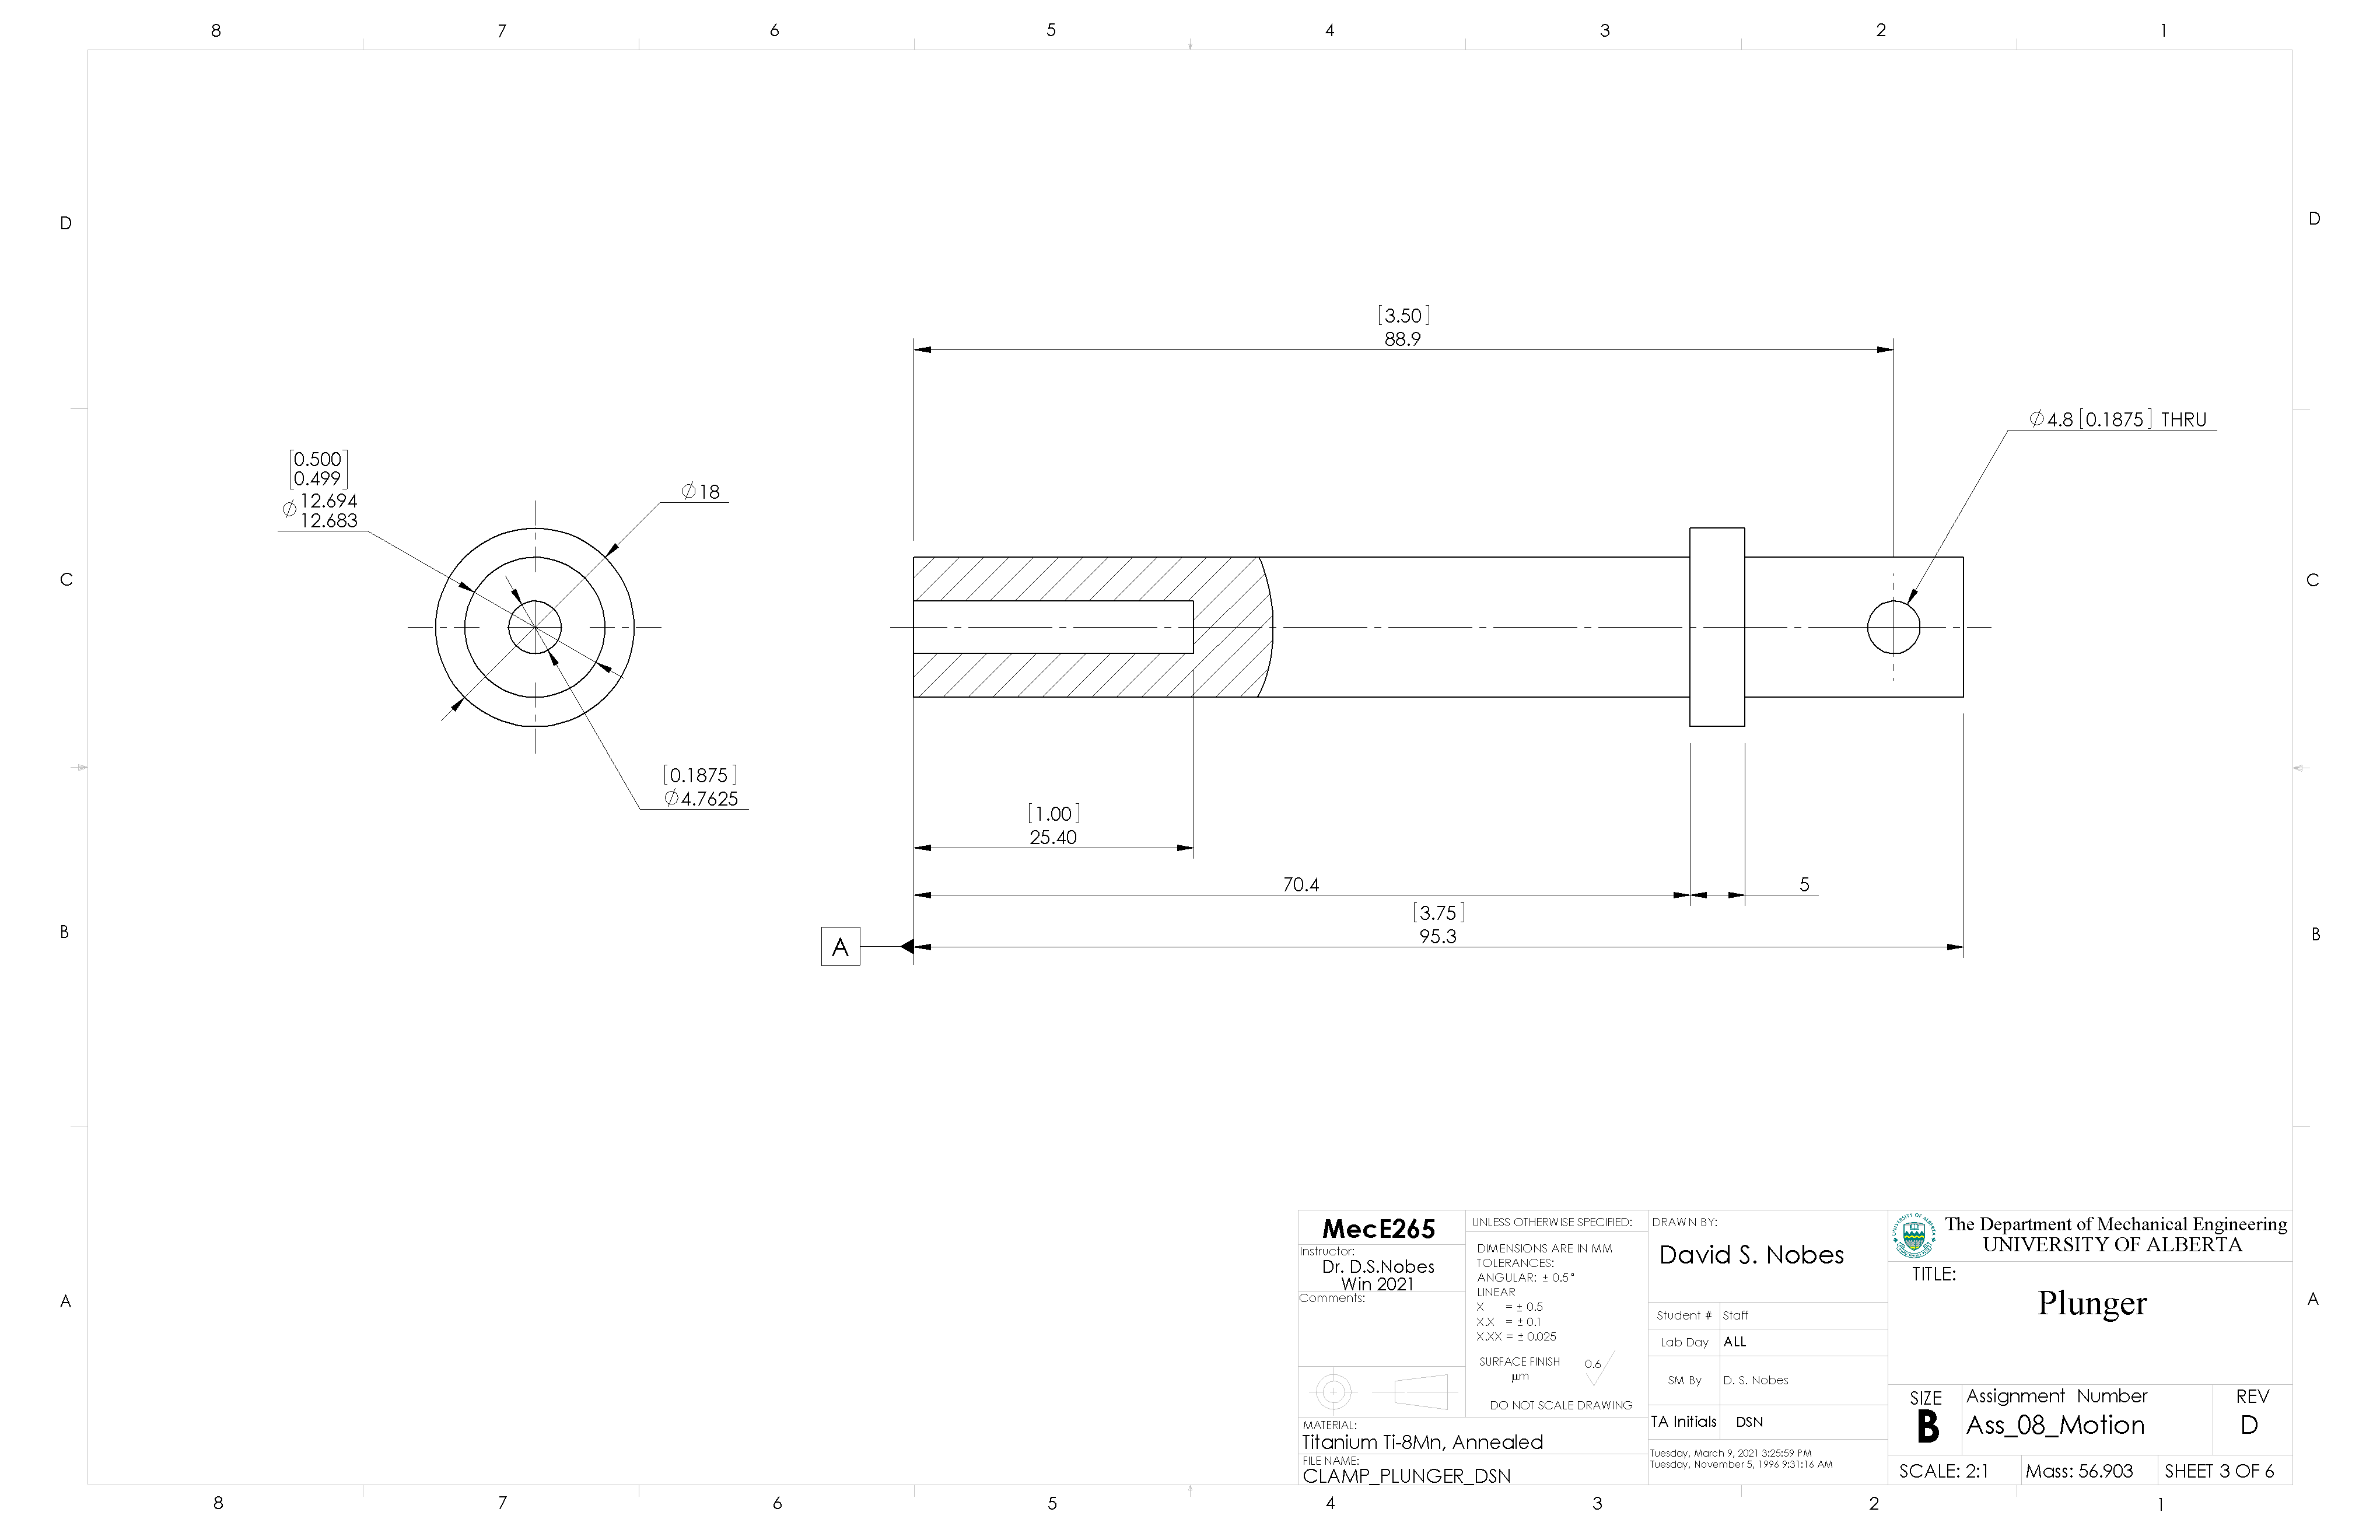 8 7 6 5 4 3 2 1
D D
[3.50]
88.9
⌀4.8 [0.1875] THRU
[0.500]
[0.499]
⌀12.694
12.683
⌀18
C C
[0.1875]
⌀4.7625
[1.00]
25.40
70.4 5
[3.75]
95.3
B B
A
A A
MecE265
Instructor:
Dr. D.S.Nobes
Win 2021
Comments:
UNLESS OTHERWISE SPECIFIED:
DIMENSIONS ARE IN MM
TOLERANCES:
ANGULAR: ± 0.5°
LINEAR
X = ± 0.5
X.X = ± 0.1
X.XX = ± 0.025
SURFACE FINISH 0.6
µm
DO NOT SCALE DRAWING
MATERIAL:
Titanium Ti-8Mn, Annealed
FILE NAME:
CLAMP_PLUNGER_DSN
DRAWN BY:
David S. Nobes
Student # Staff
Lab Day ALL
SM By D. S. Nobes
TA Initials DSN
Tuesday, March 9, 2021 3:25:59 PM
Tuesday, November 5, 1996 9:31:16 AM
UNIVERSITY OF ALBERTA
The Department of Mechanical Engineering
UNIVERSITY OF ALBERTA
TITLE:
Plunger
SIZE
B
Assignment Number
Ass_08_Motion
REV
D
SCALE: 2:1 Mass: 56.903 SHEET 3 OF 6
8 7 6 5 4 3 2 1